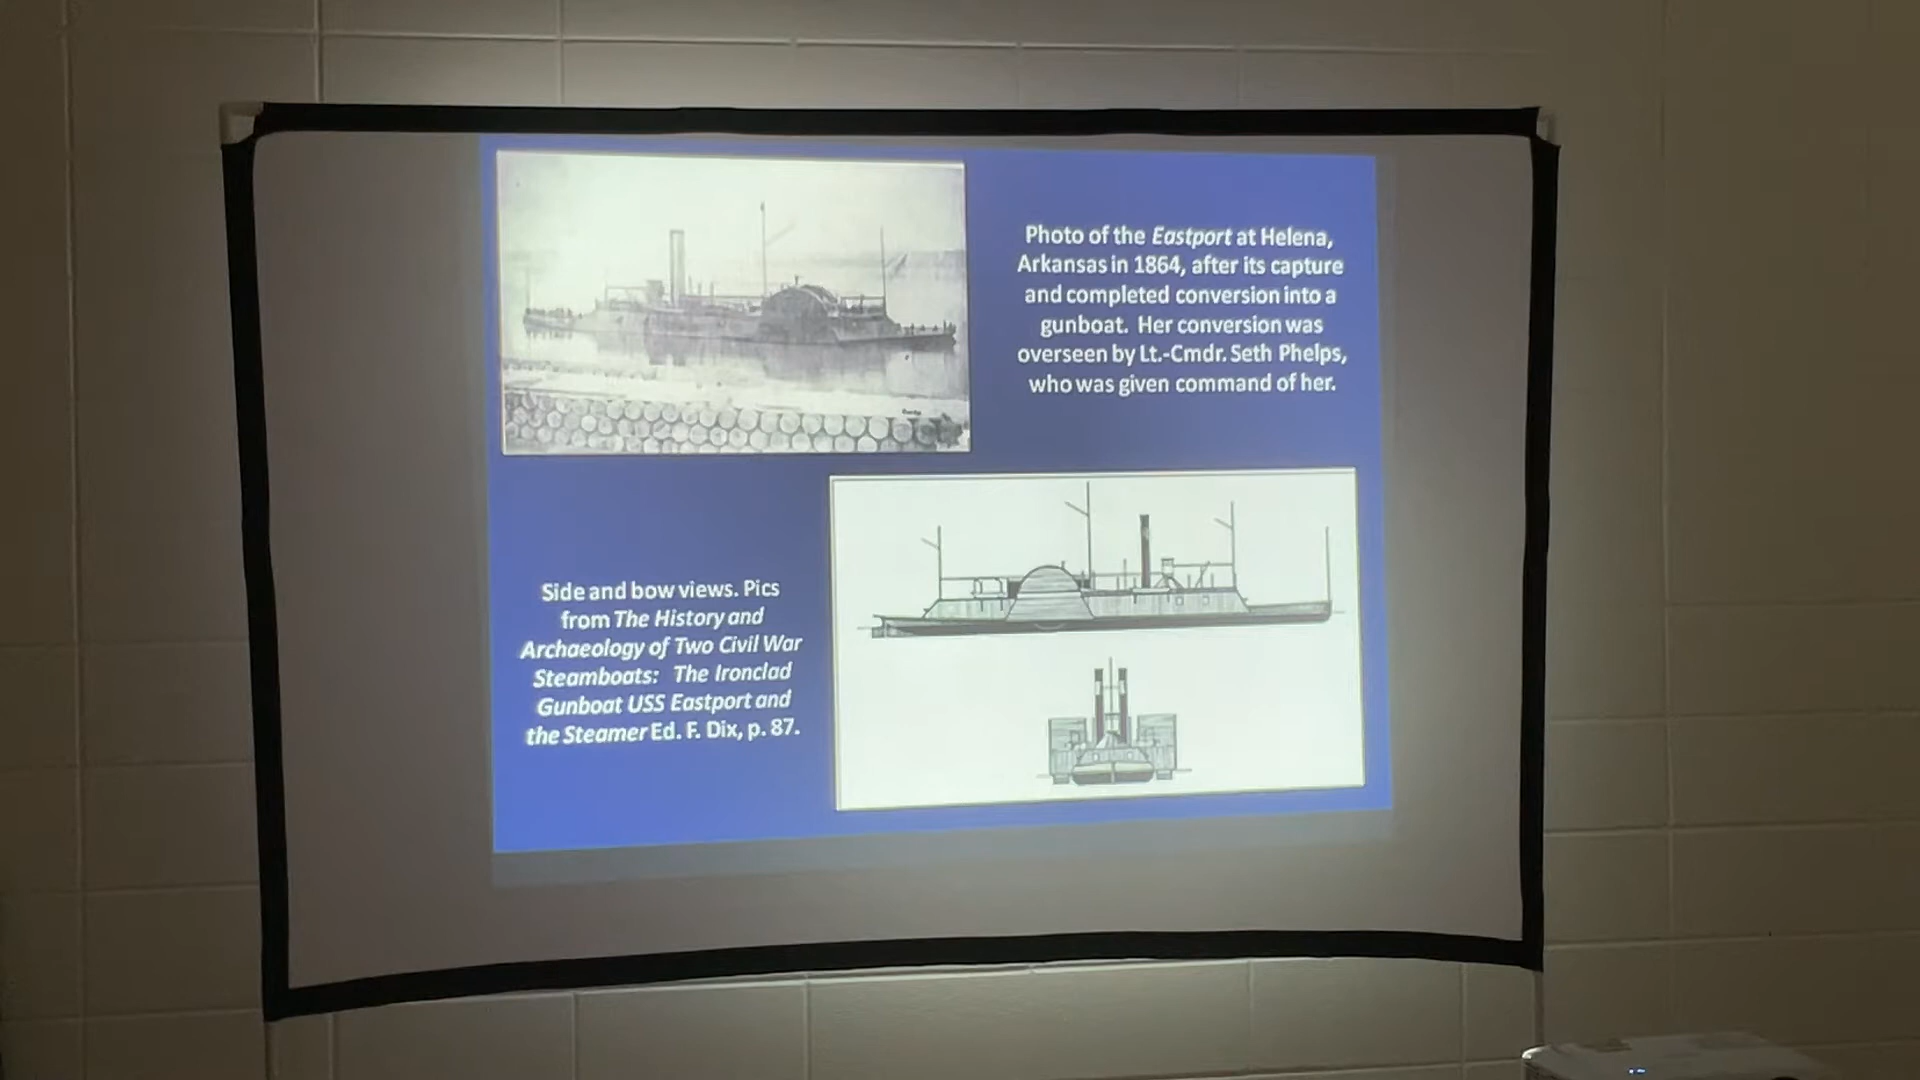 Photo of the Eastport at Helena,
Arkansas in 1864, after its capture
and completed conversion into a
gunboat. Her conversion was
overseen by Lt.-Cmdr. Seth Phelps,
who was given command of her.
Side and bow views. Pics
from The History and
Archaeology of Two Civil War
Steamboats: The Ironclad
Gunboat USS Eastport and
the Steamer Ed. F. Dix, p. 87.